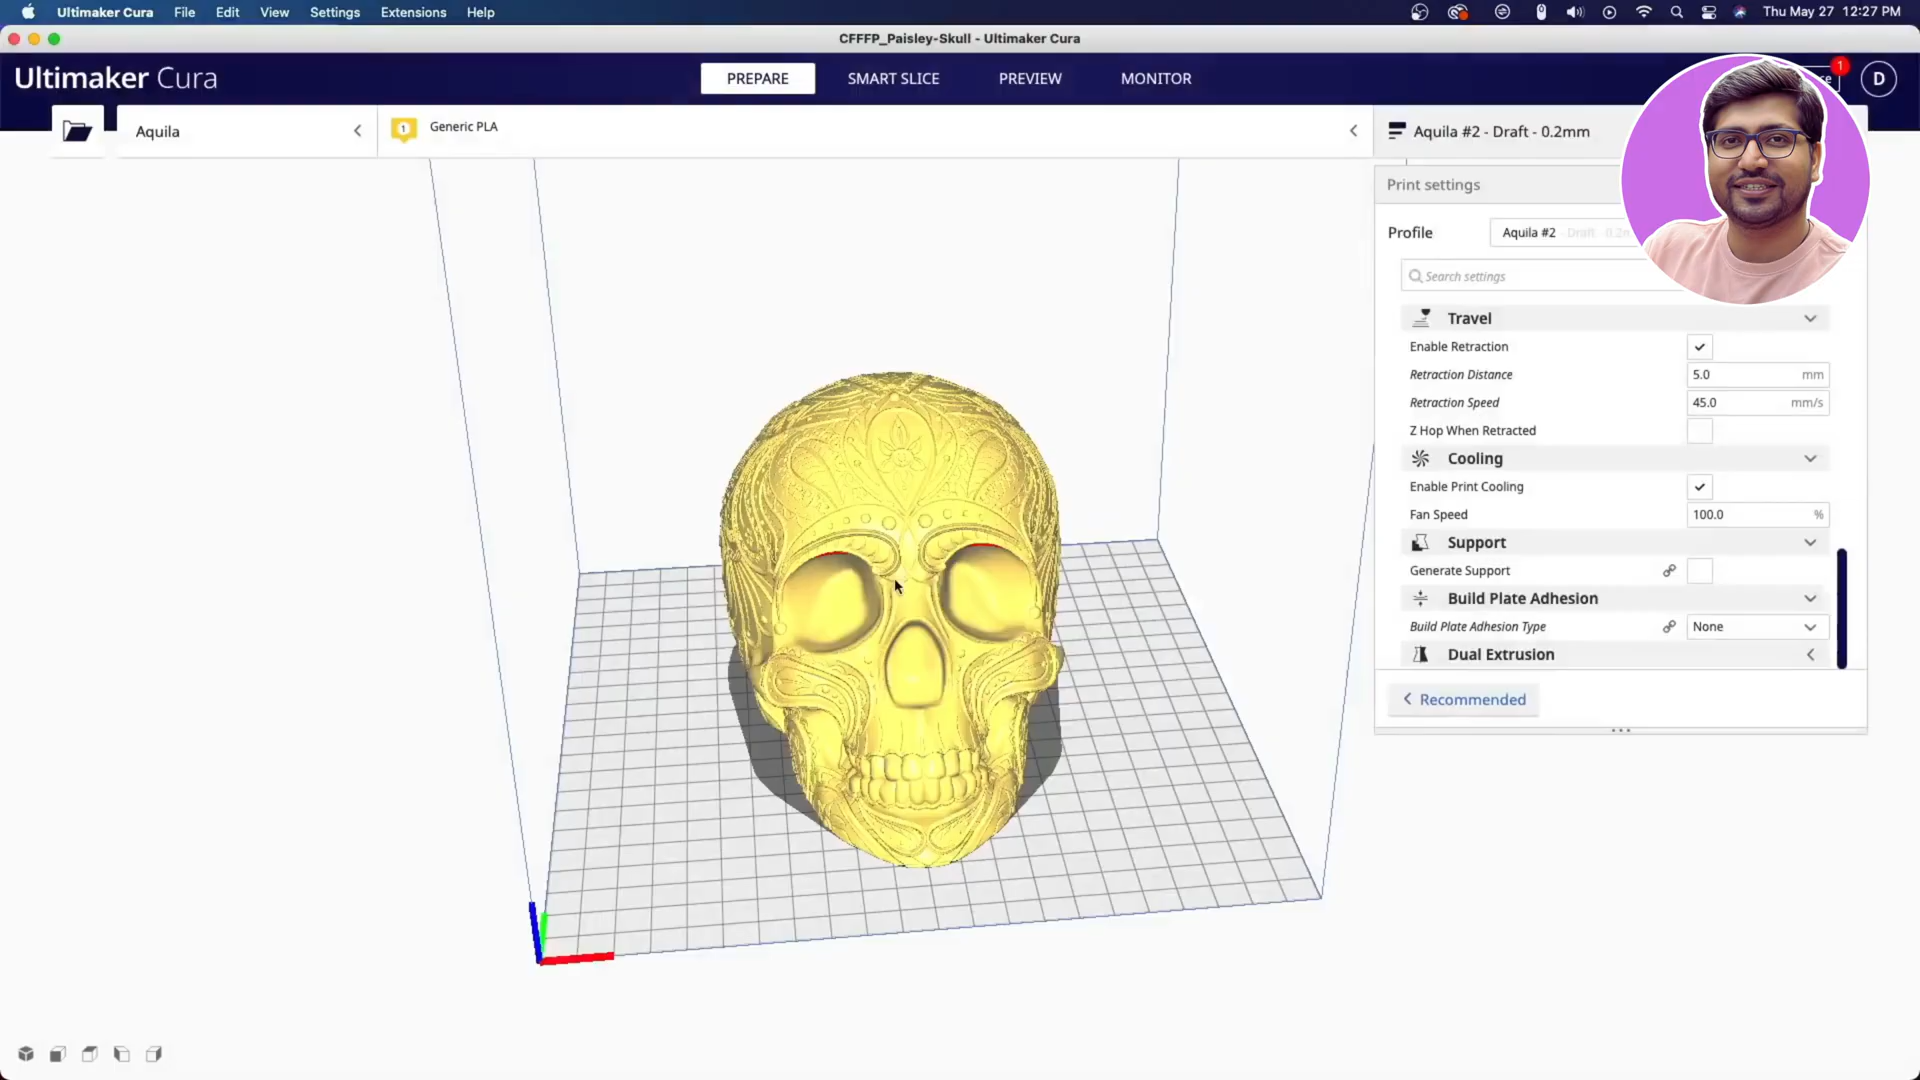 Ultimaker Cura File Edit View Settings Extensions Help Thu May 27 12:27 PM
CFFFP_Paisley-Skull - Ultimaker Cura
Ultimaker Cura PREPARE SMART SLICE PREVIEW MONITOR 1 D
Aquila 1 Generic PLA Aquila #2 - Draft - 0.2mm
Print settings
Profile Aquila #2 Draft
Search settings
Travel
Enable Retraction
Retraction Distance 5.0 mm
Retraction Speed 45.0 mm/s
Z Hop When Retracted
Cooling
Enable Print Cooling
Fan Speed 100.0 %
Support
Generate Support
Build Plate Adhesion
Build Plate Adhesion Type None
Dual Extrusion
Recommended